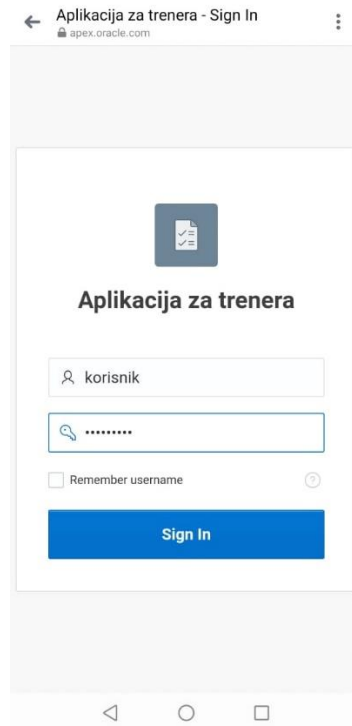 Aplikacija za trenera - Sign In
apex.oracle.com
Aplikacija za trenera
korisnik
•••••••••
Remember username
?
Sign In